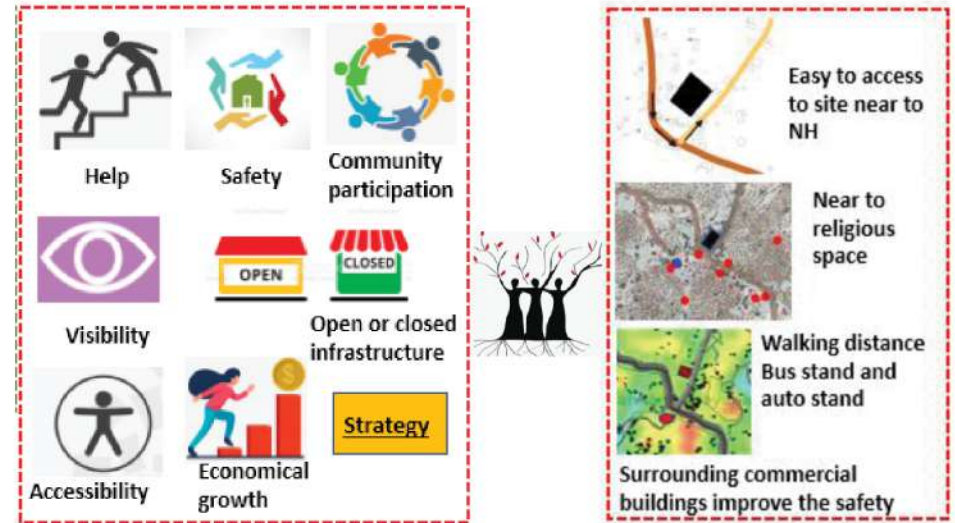 Help
Safety
Community
participation
Visibility
OPEN
CLOSED
Open or closed
infrastructure
Accessibility
Economical
growth
Strategy
Easy to access
to site near to
NH
Near to
religious
space
Walking distance
Bus stand and
auto stand
Surrounding commercial
buildings improve the safety